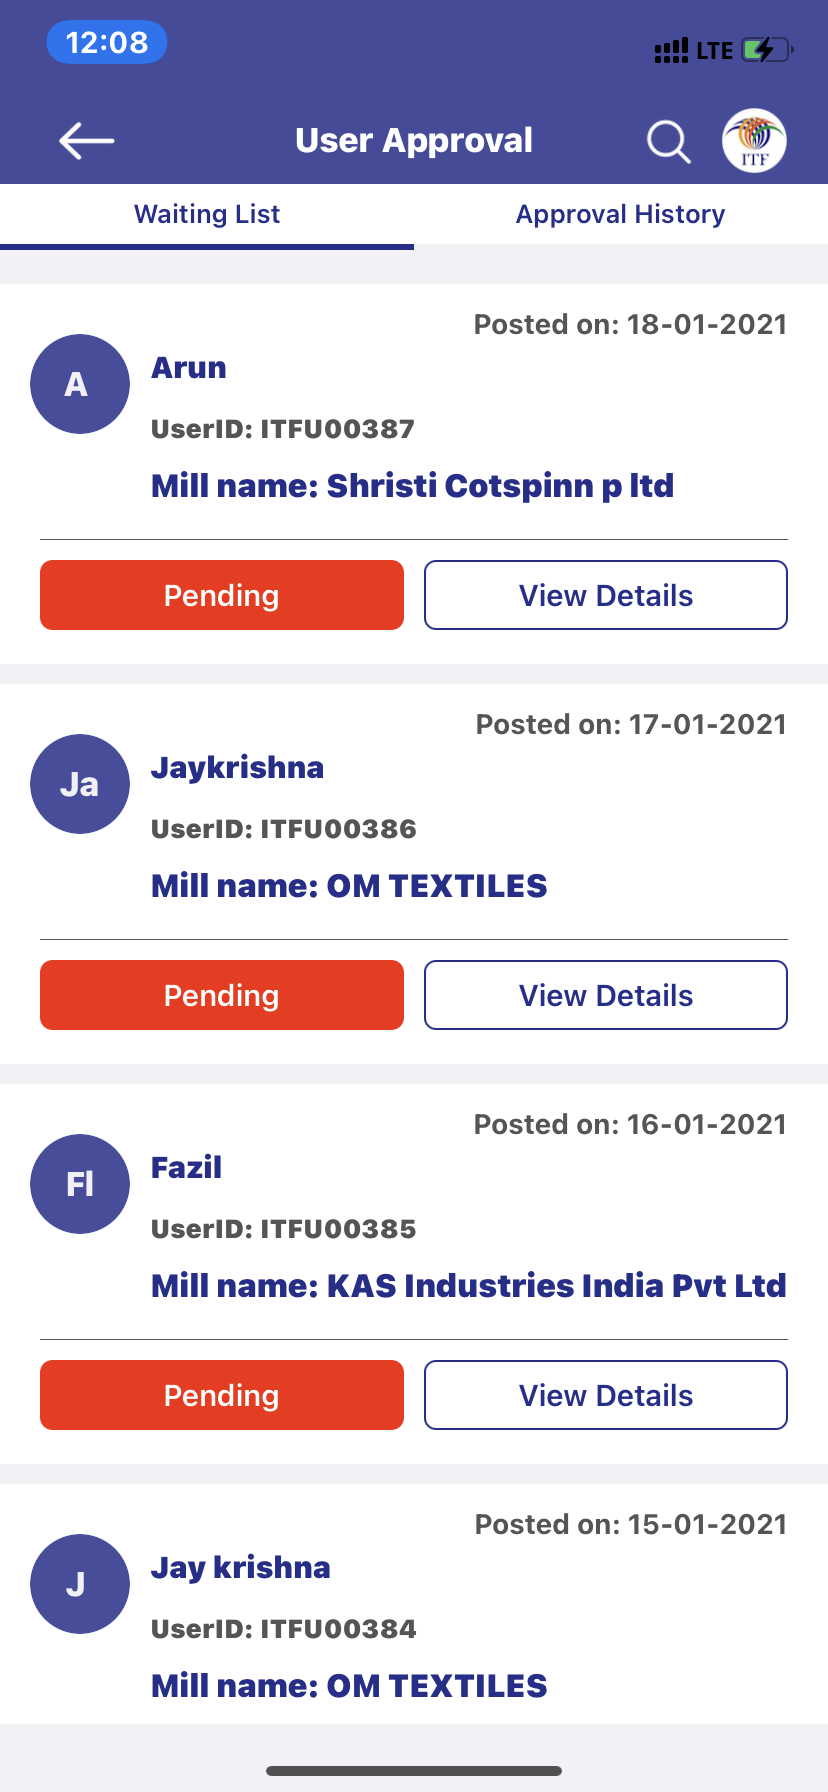 12:08
LTE
User Approval
ITF
Waiting List
Approval History
Posted on: 18-01-2021
A
Arun
UserID: ITFU00387
Mill name: Shristi Cotspinn p ltd
Pending
View Details
Posted on: 17-01-2021
Ja
Jaykrishna
UserID: ITFU00386
Mill name: OM TEXTILES
Pending
View Details
Posted on: 16-01-2021
Fl
Fazil
UserID: ITFU00385
Mill name: KAS Industries India Pvt Ltd
Pending
View Details
Posted on: 15-01-2021
J
Jay krishna
UserID: ITFU00384
Mill name: OM TEXTILES